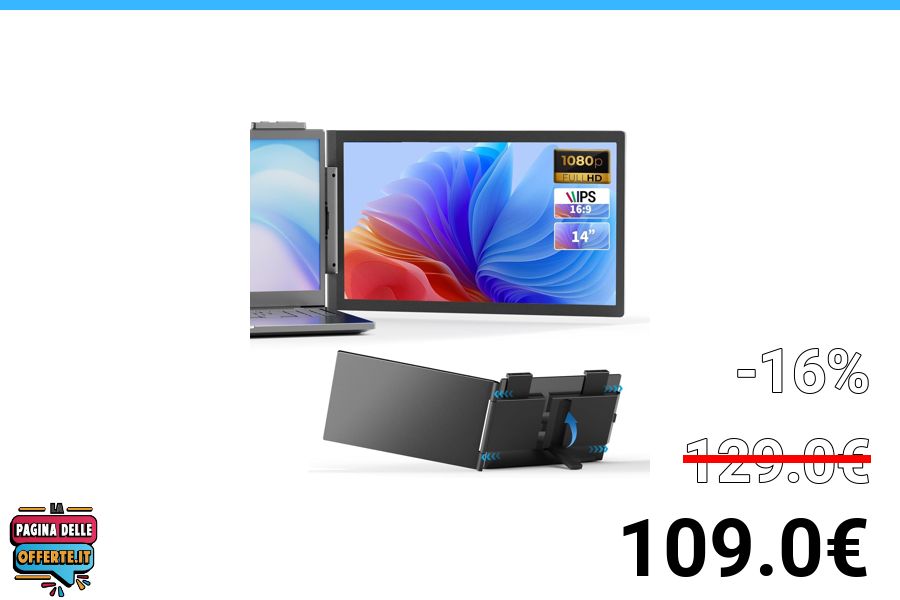 1080p
FULL HD
IPS
16:9
14”
-16%
129.0€
109.0€
LA
PAGINA DELLE
OFFERTE.IT